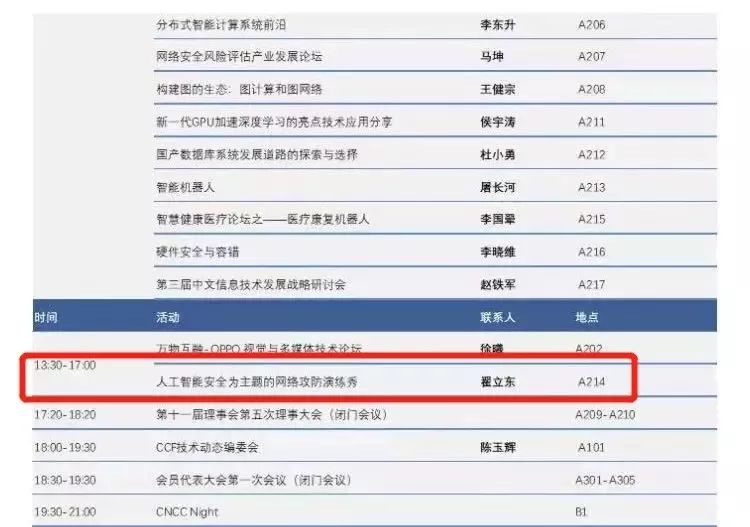 分布式智能计算系统前沿 李东升 A206
网络安全风险评估产业发展论坛 马坤 A207
构建图的生态：图计算和图网络 王健宗 A208
新一代GPU加速深度学习的亮点技术应用分享 侯宇涛 A211
国产数据库系统发展道路的探索与选择 杜小勇 A212
智能机器人 屠长河 A213
智慧健康医疗论坛之——医疗康复机器人 李国翚 A215
硬件安全与容错 李晓维 A216
第三届中文信息技术发展战略研讨会 赵铁军 A217
时间 活动 联系人 地点
万物互融-OPPO 视觉与多媒体技术论坛 徐曦 A202
13:30-17:00
人工智能安全为主题的网络攻防演练秀 翟立东 A214
17:20-18:20 第十一届理事会第五次理事大会（闭门会议） A209-A210
18:00-19:30 CCF技术动态编委会 陈玉辉 A101
18:30-19:30 会员代表大会第一次会议（闭门会议） A301-A305
19:30-21:00 CNCC Night B1